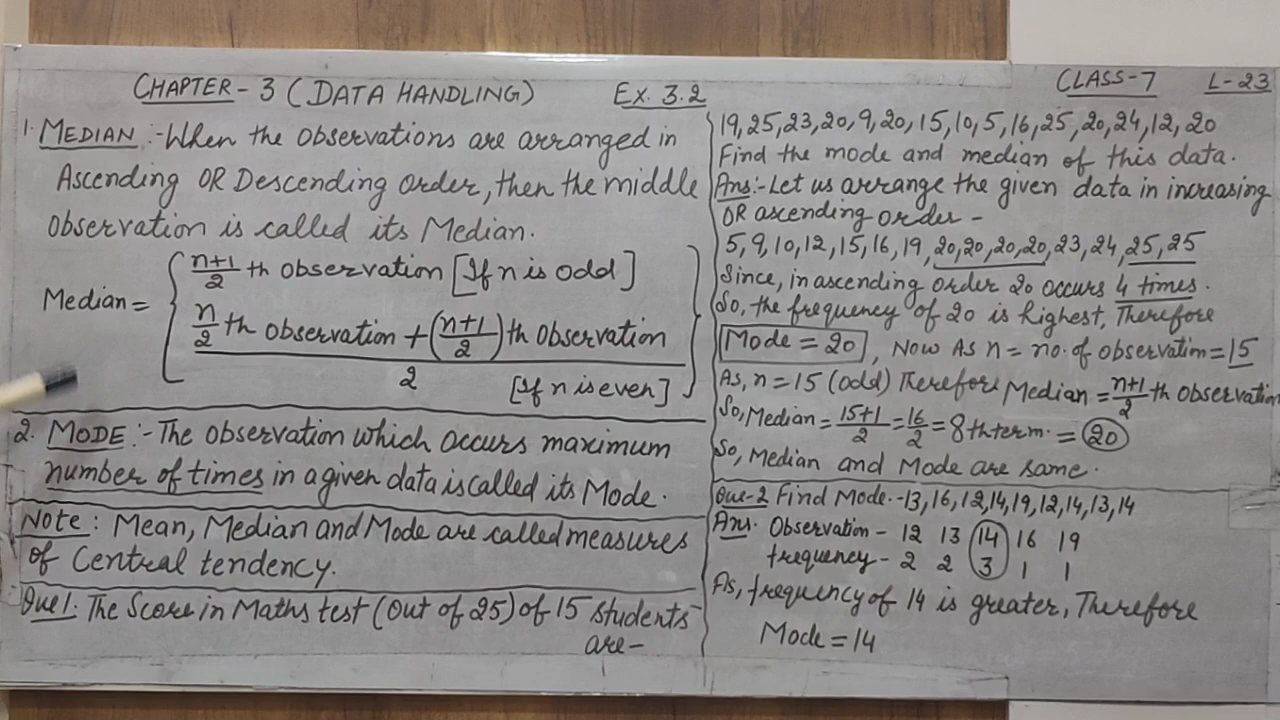 CHAPTER - 3 (DATA HANDLING) EX. 3.2
CLASS-7 L-23
1. MEDIAN :- When the observations are arranged in
Ascending OR Descending order, then the middle
Observation is called its Median.
Median = { n+1/2 th observation [If n is odd]
n/2 th observation + (n+1/2) th observation
2 [If n is even] }
2. MODE :- The observation which occurs maximum
number of times in a given data is called its Mode.
Note : Mean, Median and Mode are called measures
of Central tendency.
Que 1. The Score in Maths test (out of 25) of 15 students
are -
19, 25, 23, 20, 9, 20, 15, 10, 5, 16, 25, 20, 24, 12, 20
Find the mode and median of this data.
Ans:- Let us arrange the given data in increasing
OR ascending order -
5, 9, 10, 12, 15, 16, 19, 20, 20, 20, 20, 23, 24, 25, 25
Since, in ascending order 20 occurs 4 times.
So, the frequency of 20 is highest, Therefore
Mode = 20 , Now As n = no. of observation = 15
As, n = 15 (odd) Therefore Median = n+1/2 th observation
So, Median = 15+1/2 = 16/2 = 8th term. = 20
So, Median and Mode are same.
Que-2 Find Mode. -13, 16, 12, 14, 19, 12, 14, 13, 14
Ans. Observation - 12 13 14 16 19
frequency - 2 2 3 1 1
As, frequency of 14 is greater, Therefore
Mode = 14